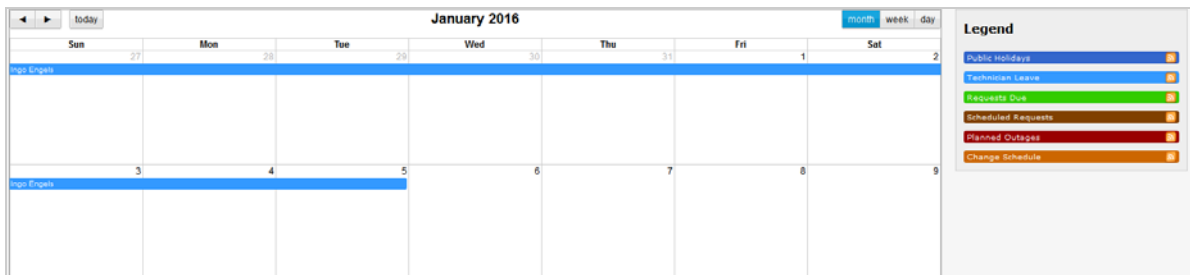 today
January 2016
month week day
Sun Mon Tue Wed Thu Fri Sat
27 28 29 30 31 1 2
Ingo Engels
3 4 5 6 7 8 9
Ingo Engels
Legend
Public Holidays
Technician Leave
Requests Due
Scheduled Requests
Planned Outages
Change Schedule